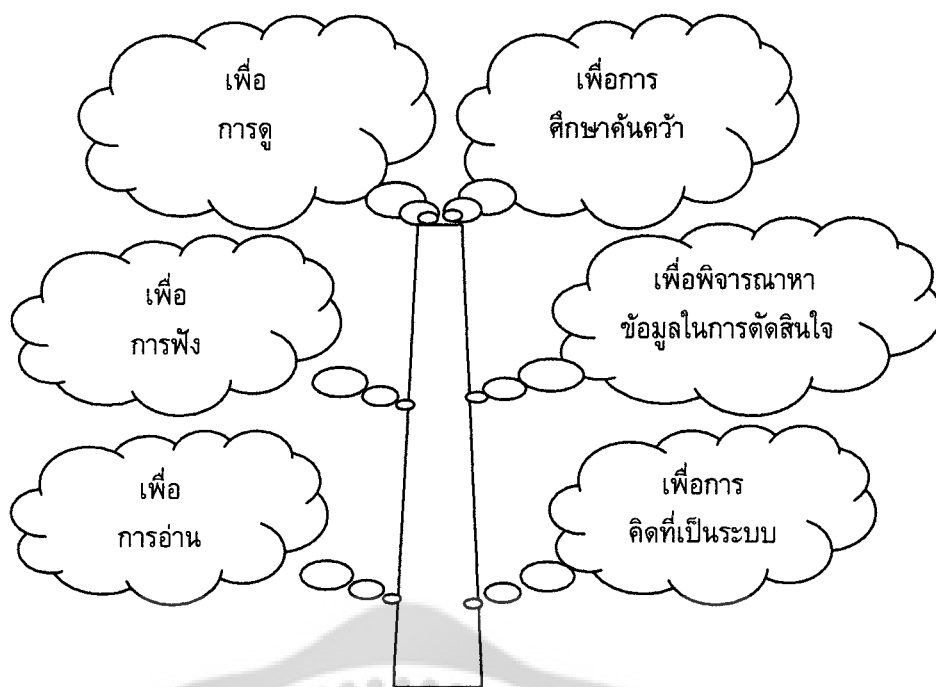 เพื่อ
การดู
เพื่อการ
ศึกษาค้นคว้า
เพื่อ
การฟัง
เพื่อพิจารณาหา
ข้อมูลในการตัดสินใจ
เพื่อ
การอ่าน
เพื่อการ
คิดที่เป็นระบบ